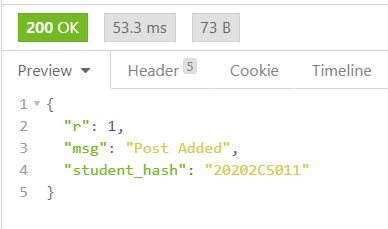 200 OK 53.3 ms 73 B
Preview Header 5 Cookie Timeline
1 {
2 "r": 1,
3 "msg": "Post Added",
4 "student_hash": "20202CS011"
5 }